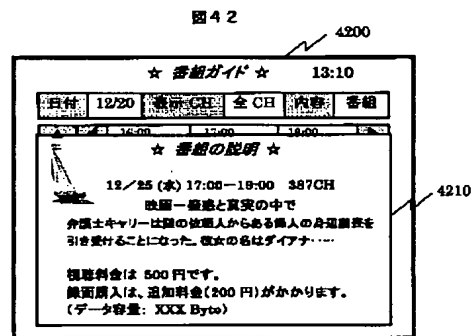 図42
4200
☆ 番組ガイド ☆ 13:10
日付 12/20 表示CH 全CH 内容 番組
16:00 17:00 18:00
☆ 番組の説明 ☆
12/25 (水) 17:00-19:00 387CH
映画ー疑惑と真実の中で
弁護士キャリーは謎の依頼人からある婦人の身辺調査を
引き受けることになった。彼女の名はダイアナ・・・・
視聴料金は 500円です。
録画購入は、追加料金(200円)がかかります。
(データ容量: XXX Byte)
4210